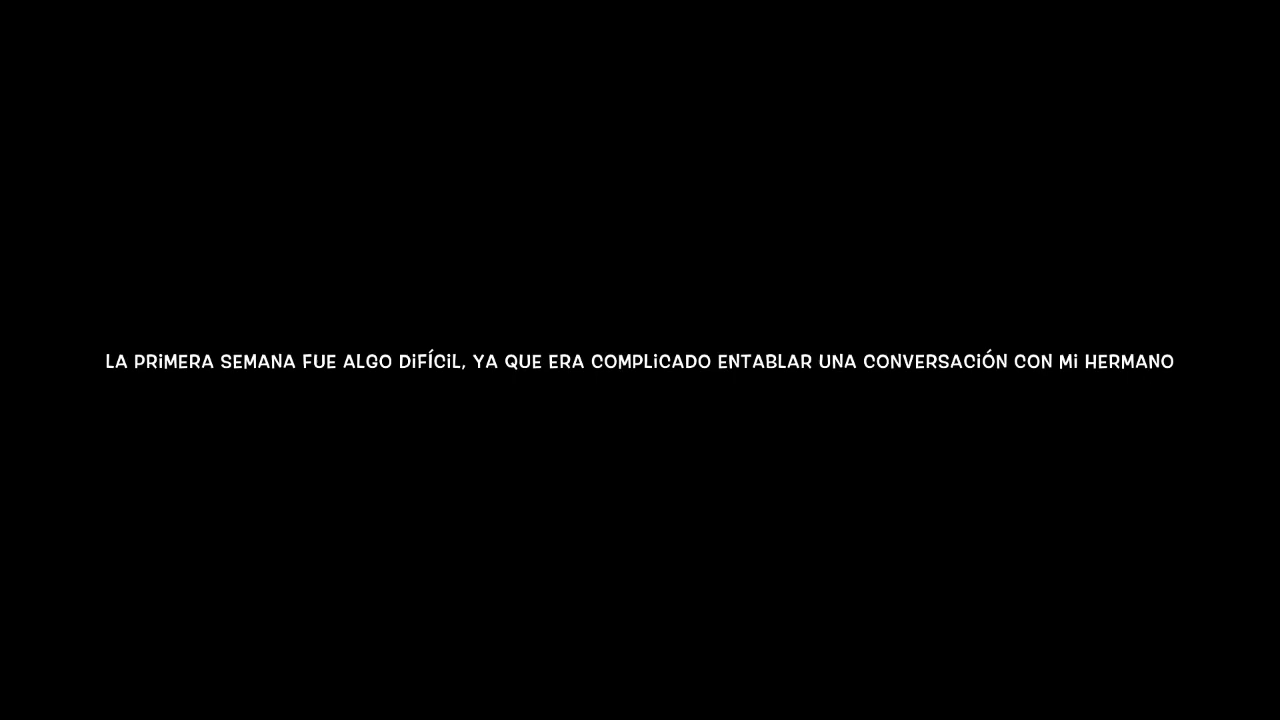 LA PRiMERA SEMANA FUE ALGO DiFÍCiL, YA QUE ERA COMPLiCADO ENTABLAR UNA CONVERSACiÓN CON Mi HERMANO